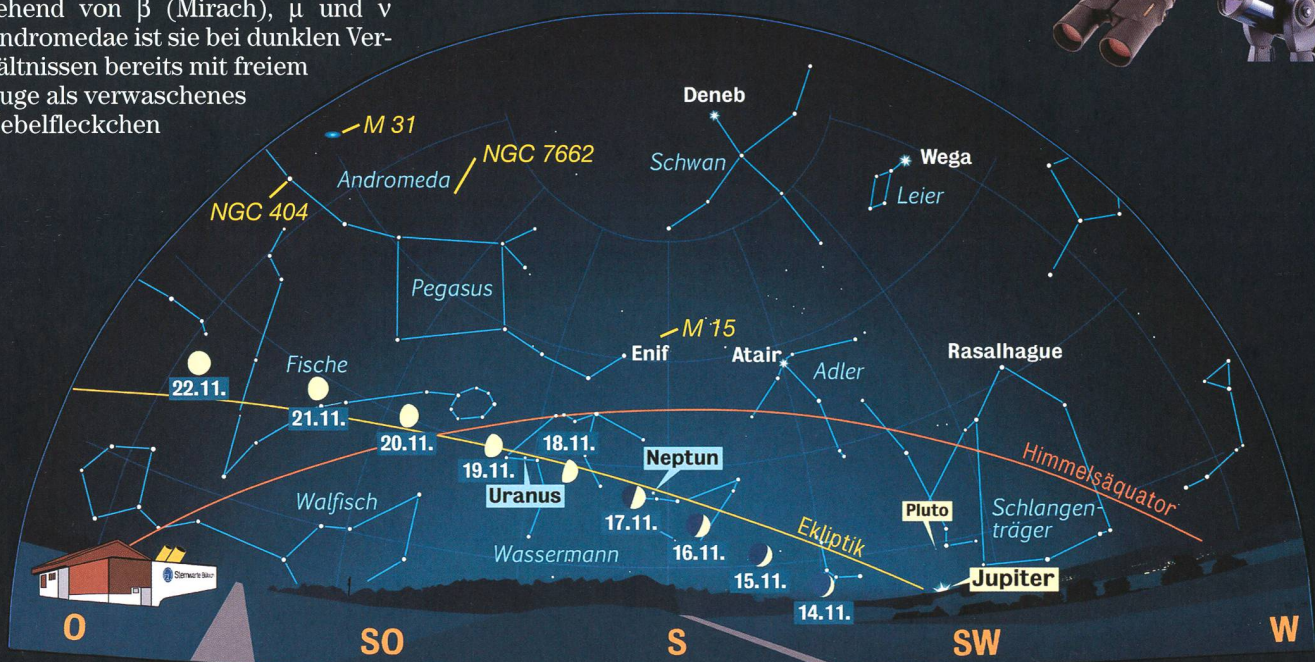 ehend von β (Mirach), μ und ν
ndromedae ist sie bei dunklen Ver-
ältnissen bereits mit freiem
uge als verwaschenes
ebelfleckchen
M 31
Deneb
NGC 7662
Schwan
Wega
Andromeda
Leier
NGC 404
Pegasus
M 15
Enif
Atair
Rasalhague
Fische
Adler
22.11.
21.11.
20.11.
18.11.
19.11.
Neptun
Himmelsäquator
Uranus
Walfisch
17.11.
Pluto
Schlangen-
träger
Ekliptik
16.11.
Wassermann
15.11.
Jupiter
14.11.
O
SO
S
SW
W